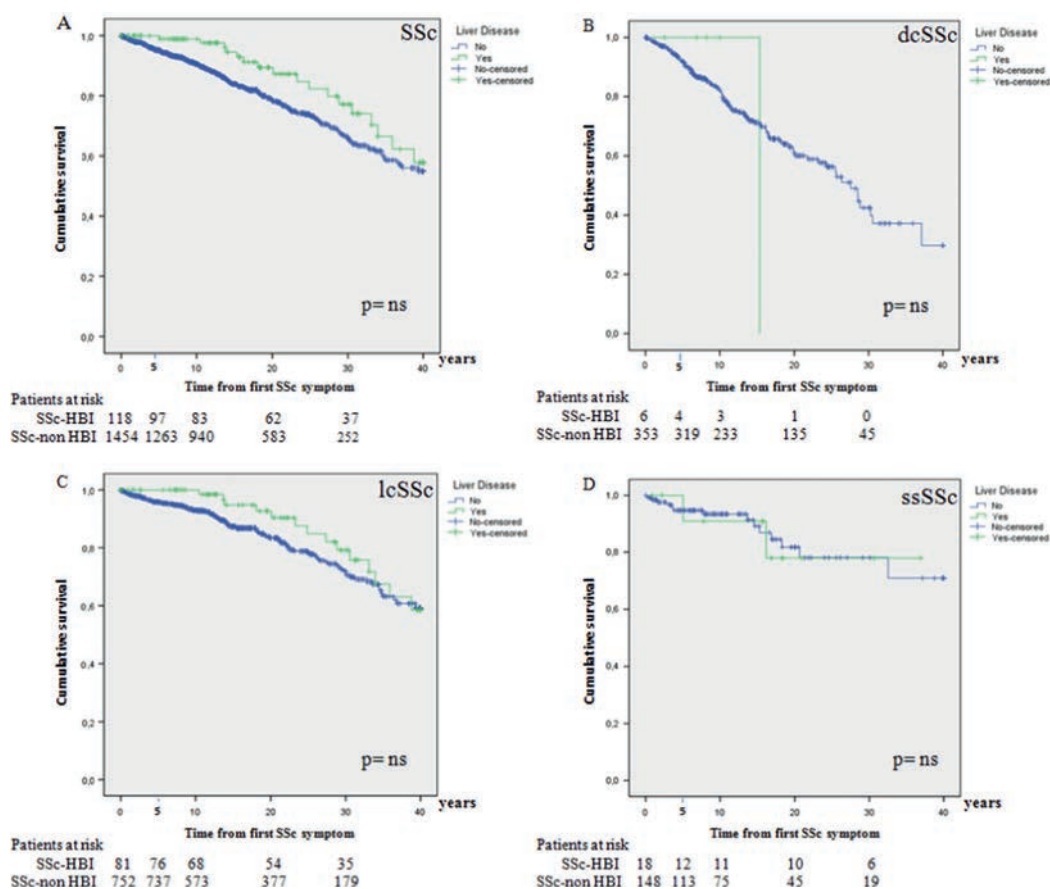 A
SSc
Liver Disease
No
Yes
No-censored
Yes-censored
1,0
0,8
0,6
0,4
0,2
0,0
Cumulative survival
p= ns
0 5 10 20 30 40 years
Time from first SSc symptom
Patients at risk
SSc-HBI 118 97 83 62 37
SSc-non HBI 1454 1263 940 583 252
B
dcSSc
Liver Disease
No
Yes
No-censored
Yes-censored
1,0
0,8
0,6
0,4
0,2
0,0
Cumulative survival
p= ns
0 5 10 20 30 40 years
Time from first SSc symptom
Patients at risk
SSc-HBI 6 4 3 1 0
SSc-non HBI 353 319 233 135 45
C
lcSSc
Liver Disease
No
Yes
No-censored
Yes-censored
1,0
0,8
0,6
0,4
0,2
0,0
Cumulative survival
p= ns
0 5 10 20 30 40 years
Time from first SSc symptom
Patients at risk
SSc-HBI 81 76 68 54 35
SSc-non HBI 752 737 573 377 179
D
ssSSc
Liver Disease
No
Yes
No-censored
Yes-censored
1,0
0,8
0,6
0,4
0,2
0,0
Cumulative survival
p= ns
0 5 10 20 30 40 years
Time from first SSc symptom
Patients at risk
SSc-HBI 18 12 11 10 6
SSc-non HBI 148 113 75 45 19